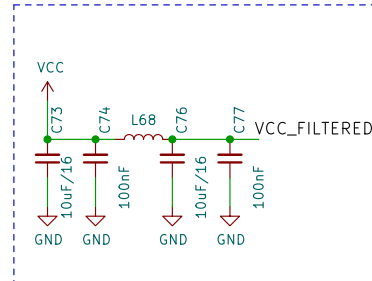 VCC
C73
C74
L68
C76
C77
VCC_FILTERED
10uF/16
100nF
10uF/16
100nF
GND
GND
GND
GND